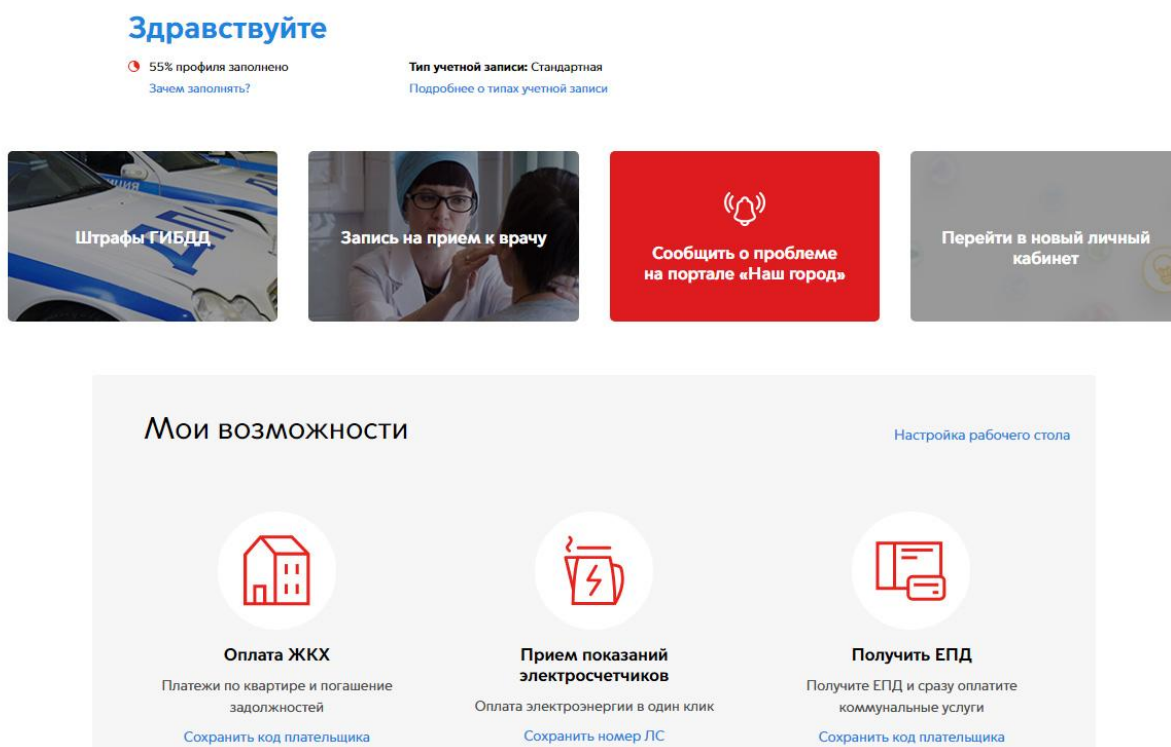 Здравствуйте
55% профиля заполнено
Тип учетной записи: Стандартная
Зачем заполнять?
Подробнее о типах учетной записи
Штрафы ГИБДД
Запись на прием к врачу
Сообщить о проблеме
на портале «Наш город»
Перейти в новый личный
кабинет
Мои возможности
Настройка рабочего стола
Оплата ЖКХ
Платежи по квартире и погашение
задолжностей
Сохранить код плательщика
Прием показаний
электросчетчиков
Оплата электроэнергии в один клик
Сохранить номер ЛС
Получить ЕПД
Получите ЕПД и сразу оплатите
коммунальные услуги
Сохранить код плательщика